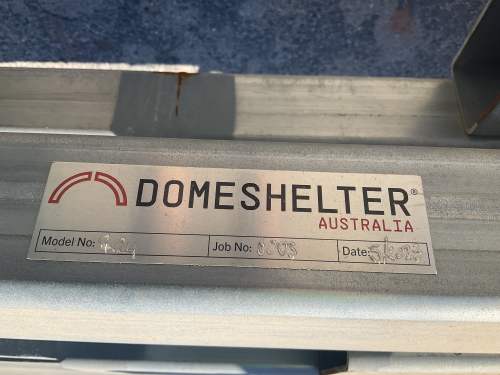 DOMESHELTER®
AUSTRALIA
Model No: Job No: Date: